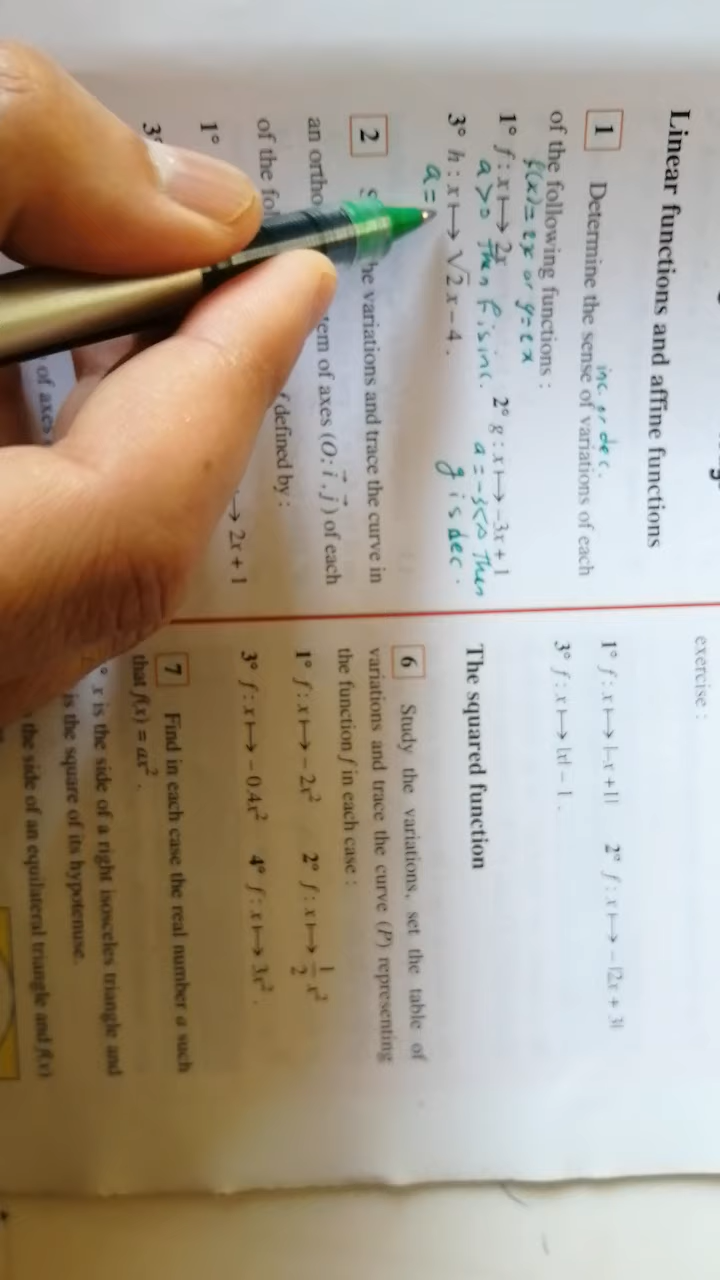 Linear functions and affine functions
inc. or dec.
1 Determine the sense of variations of each
of the following functions :
f(x)=2x or y=2x
1° f : x ↦ 2x 2° g : x ↦ -3x + 1
a>0 then f is inc. a=-3<0 then
g is dec.
3° h : x ↦ √2 x - 4 .
a =
2 he variations and trace the curve in
an ortho em of axes (O; i , j ) of each
of the fo f defined by :
1° → 2x + 1
of axes
exercise :
1° f : x ↦ |-x + 1| 2° f : x ↦ - |2x + 3|
3° f : x ↦ |x| - 1 .
The squared function
6 Study the variations, set the table of
variations and trace the curve (P) representing
the function f in each case :
1° f : x ↦ - 2x² 2° f : x ↦ 1/2 x²
3° f : x ↦ - 0.4x² 4° f : x ↦ 3x² .
7 Find in each case the real number a such
that f(x) = ax² .
° x is the side of a right isosceles triangle and
is the square of its hypotenuse.
the side of an equilateral triangle and f(x)